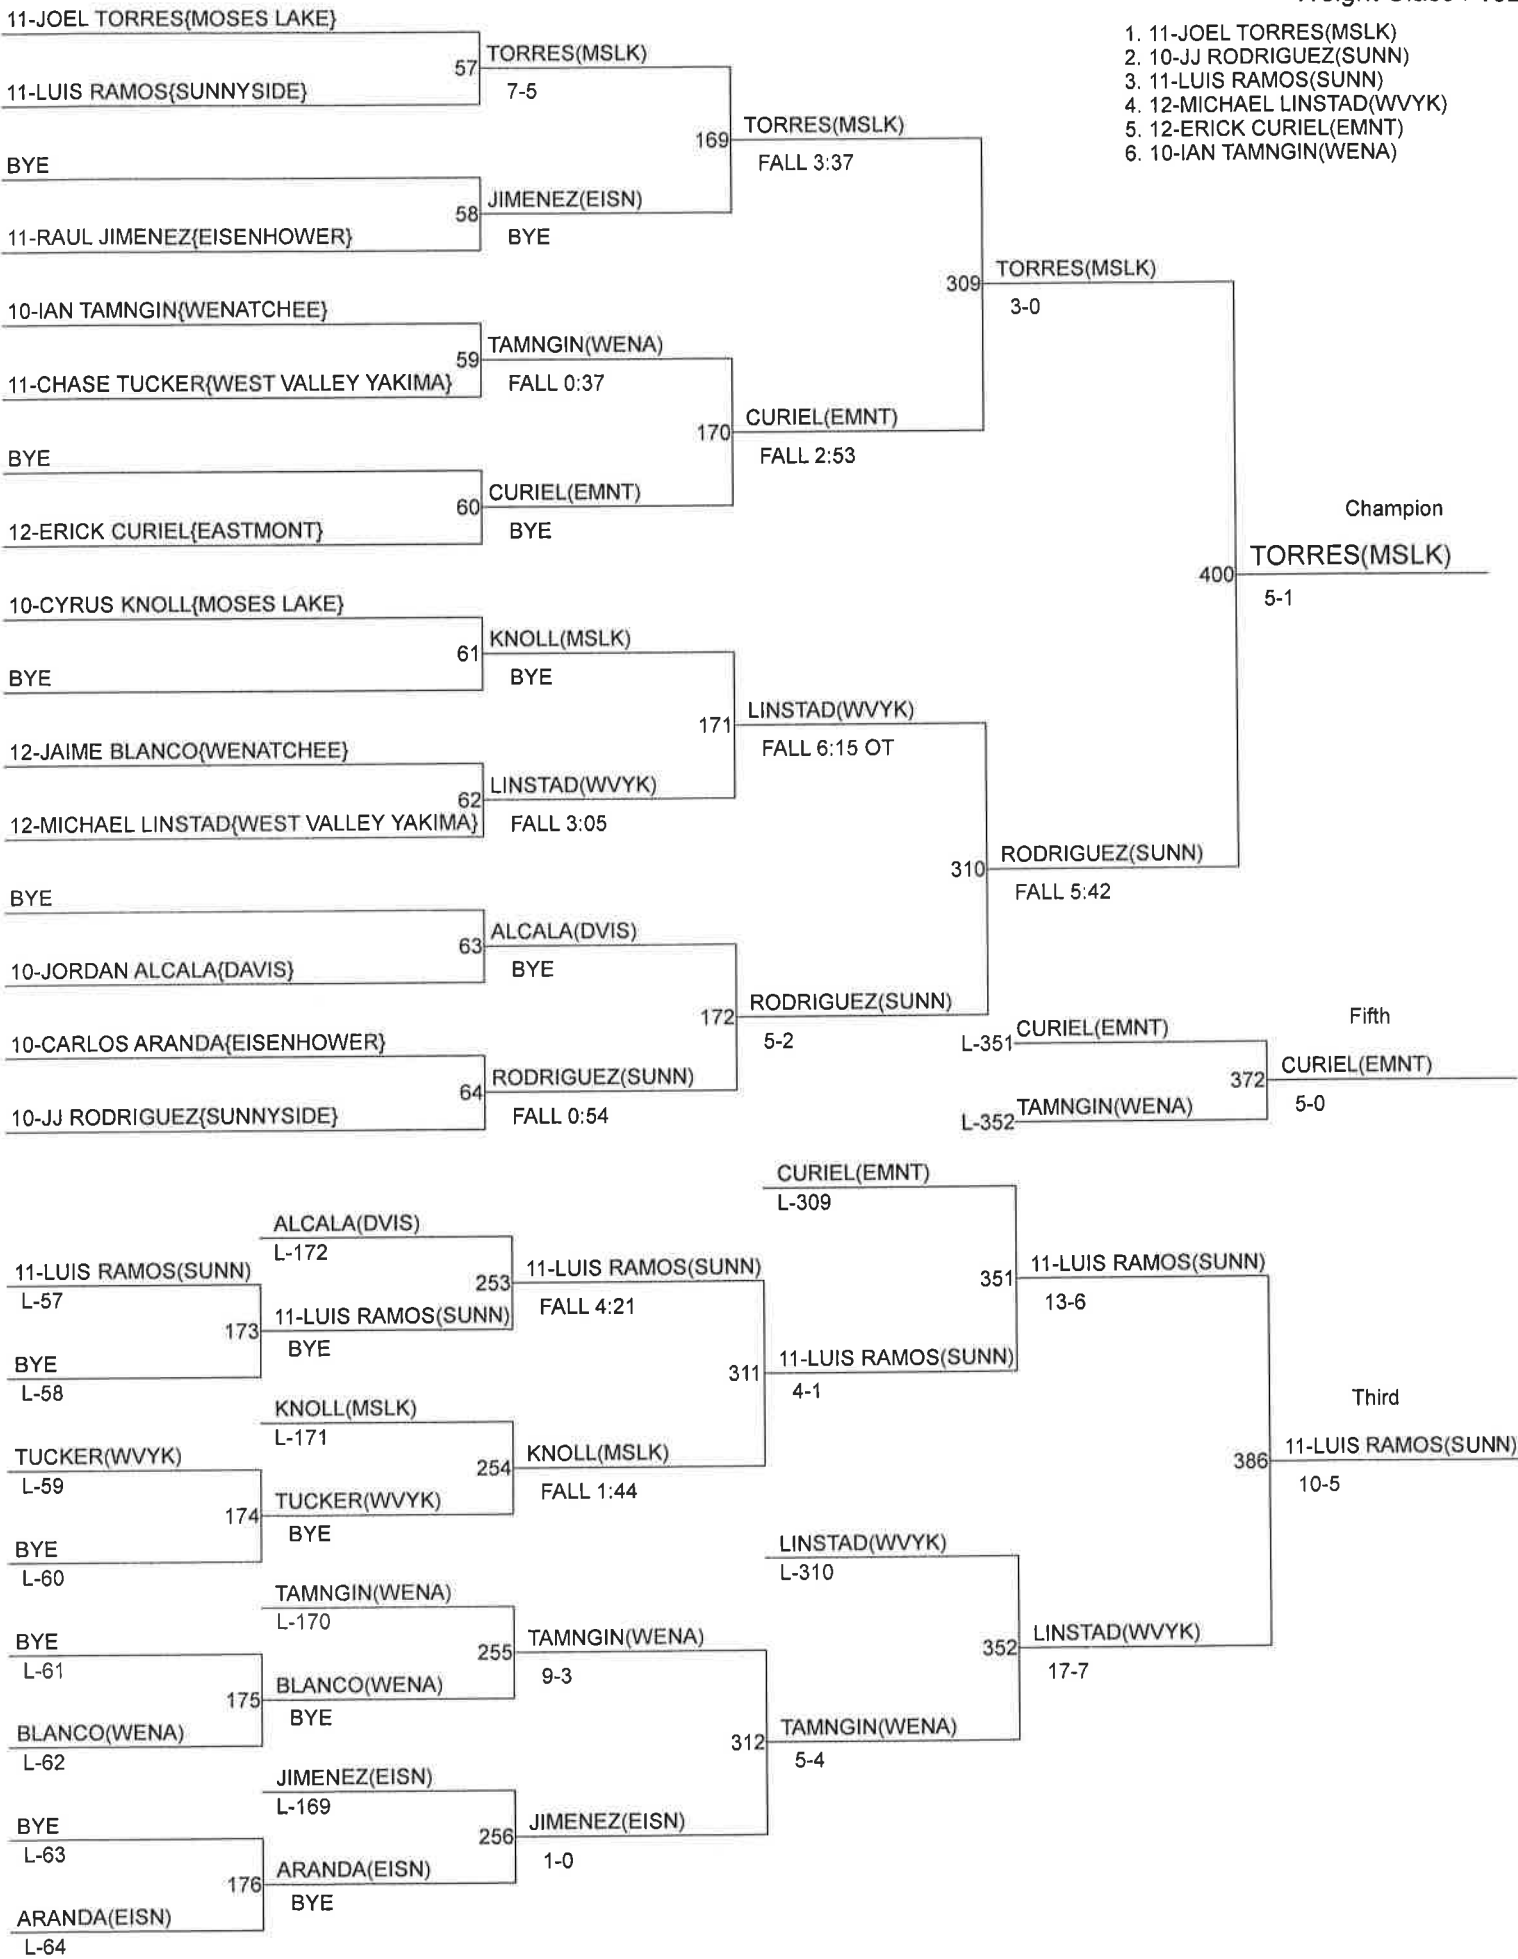 11-JOEL TORRES{MOSES LAKE}
57
TORRES(MSLK)
7-5
11-LUIS RAMOS{SUNNYSIDE}
1. 11-JOEL TORRES(MSLK)
2. 10-JJ RODRIGUEZ(SUNN)
3. 11-LUIS RAMOS(SUNN)
4. 12-MICHAEL LINSTAD(WVYK)
5. 12-ERICK CURIEL(EMNT)
6. 10-IAN TAMNGIN(WENA)
169
TORRES(MSLK)
FALL 3:37
BYE
58
JIMENEZ(EISN)
BYE
11-RAUL JIMENEZ{EISENHOWER}
309
TORRES(MSLK)
3-0
10-IAN TAMNGIN{WENATCHEE}
59
TAMNGIN(WENA)
FALL 0:37
11-CHASE TUCKER{WEST VALLEY YAKIMA}
170
CURIEL(EMNT)
FALL 2:53
BYE
60
CURIEL(EMNT)
BYE
12-ERICK CURIEL{EASTMONT}
Champion
400
TORRES(MSLK)
5-1
10-CYRUS KNOLL{MOSES LAKE}
61
KNOLL(MSLK)
BYE
BYE
171
LINSTAD(WVYK)
FALL 6:15 OT
12-JAIME BLANCO{WENATCHEE}
62
LINSTAD(WVYK)
FALL 3:05
12-MICHAEL LINSTAD{WEST VALLEY YAKIMA}
310
RODRIGUEZ(SUNN)
FALL 5:42
BYE
63
ALCALA(DVIS)
BYE
10-JORDAN ALCALA{DAVIS}
172
RODRIGUEZ(SUNN)
5-2
10-CARLOS ARANDA{EISENHOWER}
64
RODRIGUEZ(SUNN)
FALL 0:54
10-JJ RODRIGUEZ{SUNNYSIDE}
Fifth
L-351
CURIEL(EMNT)
372
CURIEL(EMNT)
5-0
L-352
TAMNGIN(WENA)
CURIEL(EMNT)
L-309
ALCALA(DVIS)
L-172
11-LUIS RAMOS(SUNN)
L-57
173
11-LUIS RAMOS(SUNN)
BYE
BYE
L-58
253
11-LUIS RAMOS(SUNN)
FALL 4:21
351
11-LUIS RAMOS(SUNN)
13-6
311
11-LUIS RAMOS(SUNN)
4-1
KNOLL(MSLK)
L-171
TUCKER(WVYK)
L-59
174
TUCKER(WVYK)
BYE
BYE
L-60
254
KNOLL(MSLK)
FALL 1:44
Third
386
11-LUIS RAMOS(SUNN)
10-5
LINSTAD(WVYK)
L-310
TAMNGIN(WENA)
L-170
BYE
L-61
175
BLANCO(WENA)
BYE
BLANCO(WENA)
L-62
255
TAMNGIN(WENA)
9-3
352
LINSTAD(WVYK)
17-7
312
TAMNGIN(WENA)
5-4
JIMENEZ(EISN)
L-169
BYE
L-63
176
ARANDA(EISN)
BYE
ARANDA(EISN)
L-64
256
JIMENEZ(EISN)
1-0